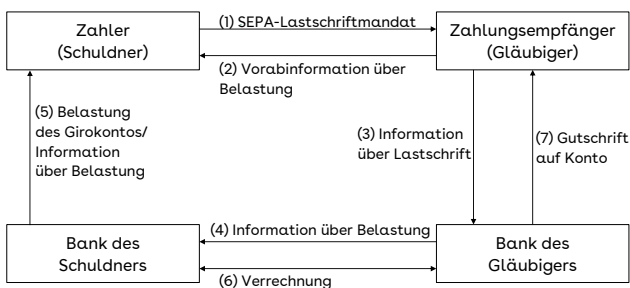 Zahler
(Schuldner)
(1) SEPA-Lastschriftmandat
Zahlungsempfänger
(Gläubiger)
(2) Vorabinformation über
Belastung
(5) Belastung
des Girokontos/
Information
über Belastung
(3) Information
über Lastschrift
(7) Gutschrift
auf Konto
(4) Information über Belastung
Bank des
Schuldners
Bank des
Gläubigers
(6) Verrechnung